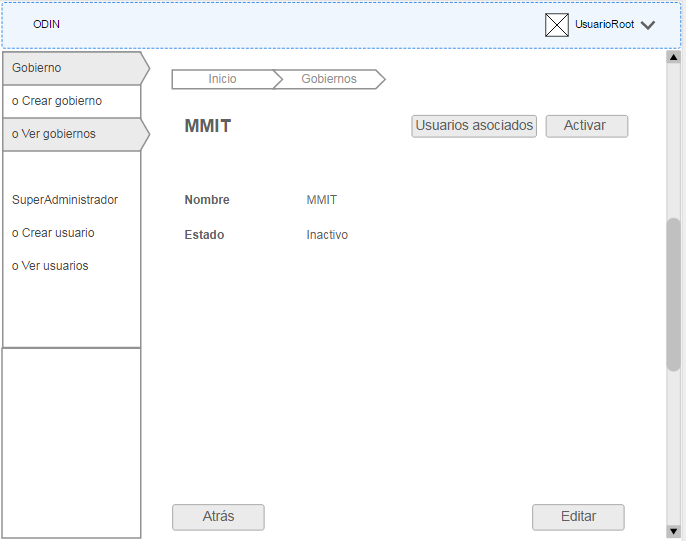 ODIN
UsuarioRoot
Gobierno
o Crear gobierno
o Ver gobiernos
SuperAdministrador
o Crear usuario
o Ver usuarios
Inicio
Gobiernos
MMIT
Usuarios asociados
Activar
Nombre
MMIT
Estado
Inactivo
Atrás
Editar